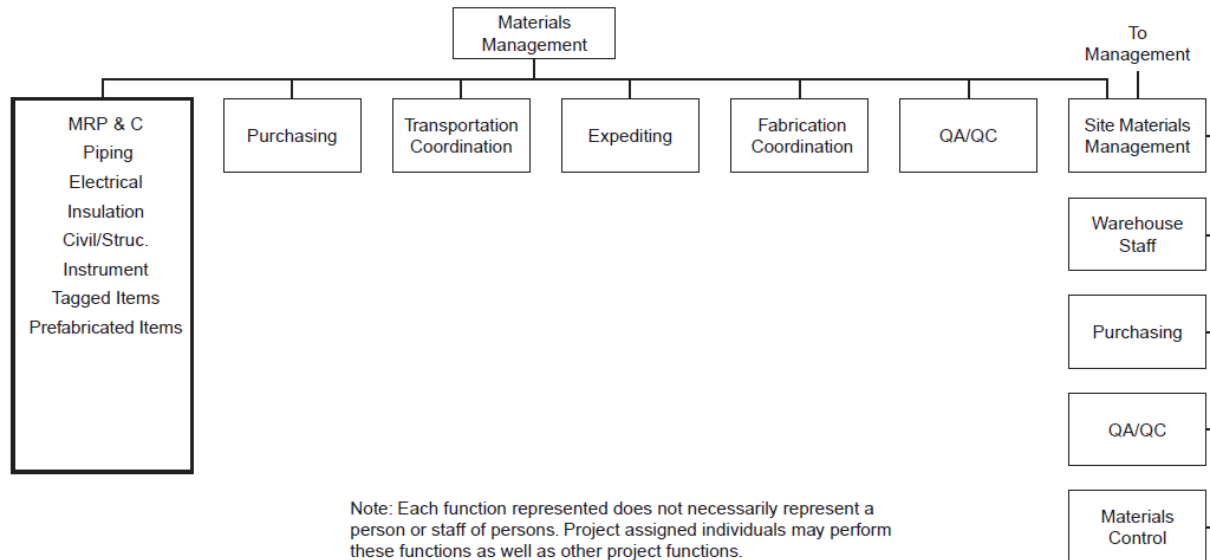 Materials
Management
To
Management
MRP & C
Piping
Electrical
Insulation
Civil/Struc.
Instrument
Tagged Items
Prefabricated Items
Purchasing
Transportation
Coordination
Expediting
Fabrication
Coordination
QA/QC
Site Materials
Management
Warehouse
Staff
Purchasing
QA/QC
Materials
Control
Note: Each function represented does not necessarily represent a
person or staff of persons. Project assigned individuals may perform
these functions as well as other project functions.